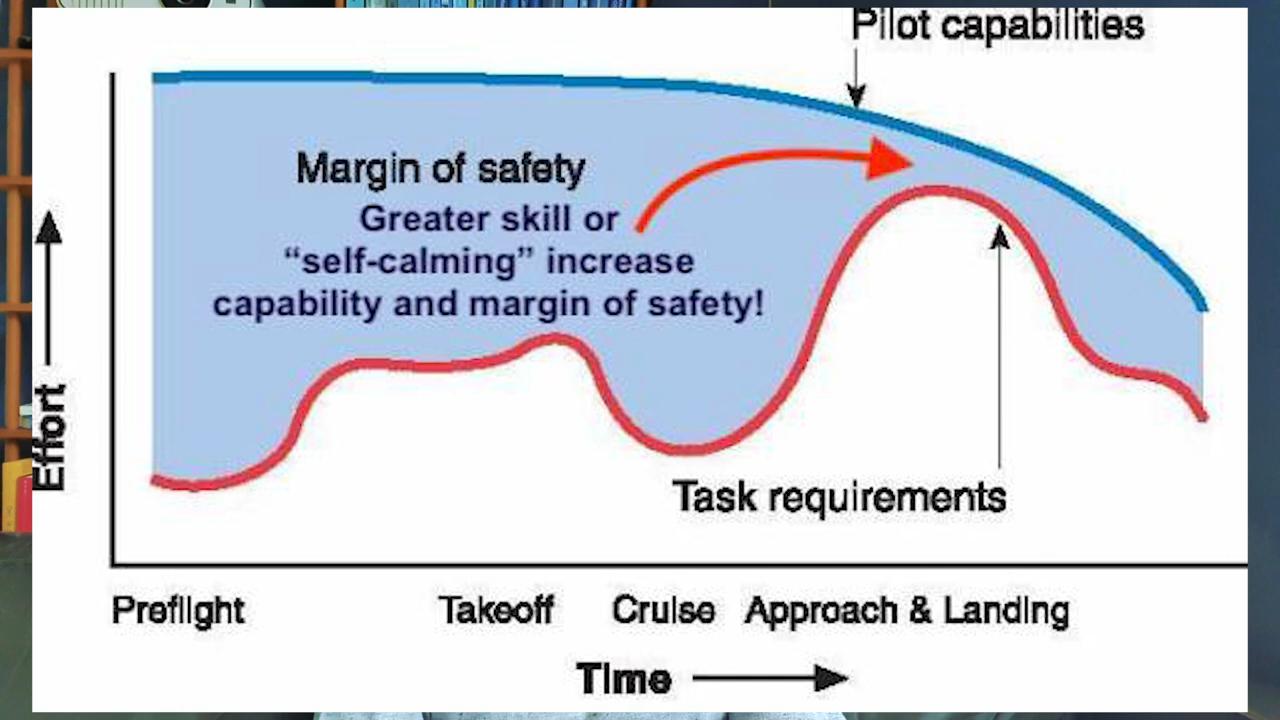 Pilot capabilities
Margin of safety
Greater skill or
“self-calming” increase
capability and margin of safety!
Effort
Task requirements
Preflight Takeoff Cruise Approach & Landing
Time